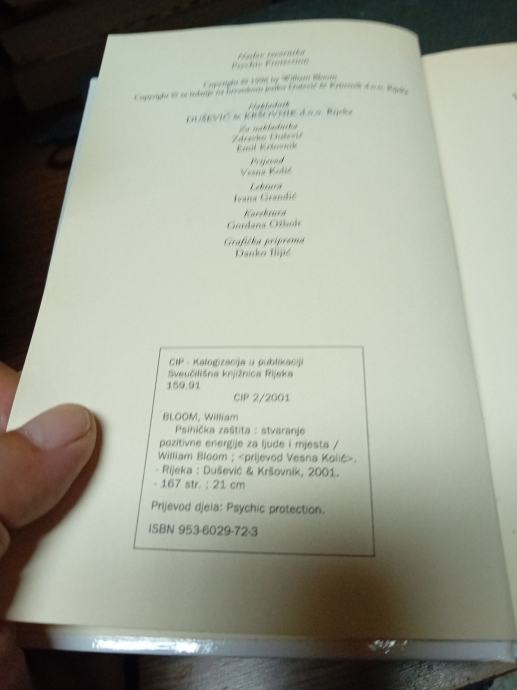 Naslov izvornika
Psychic Protection
Copyright © 1996 by William Bloom
Copyright © za izdanje na hrvatskom jeziku Dušević & Kršovnik d.o.o. Rijeka
Nakladnik
DUŠEVIĆ & KRŠOVNIK d.o.o. Rijeka
Za nakladnika
Zdravko Dušević
Emil Kršovnik
Prijevod
Vesna Kolić
Lektura
Ivana Grandić
Korektura
Gordana Ožbolt
Grafička priprema
Danko Ilijić
CIP - Kalogizacija u publikaciji
Sveučilišna knjižnica Rijeka
159.91
CIP 2/2001
BLOOM, William
Psihička zaštita : stvaranje
pozitivne energije za ljude i mjesta /
William Bloom ; <prijevod Vesna Kolić>.
- Rijeka : Dušević & Kršovnik, 2001.
- 167 str. ; 21 cm
Prijevod djela: Psychic protection.
ISBN 953-6029-72-3